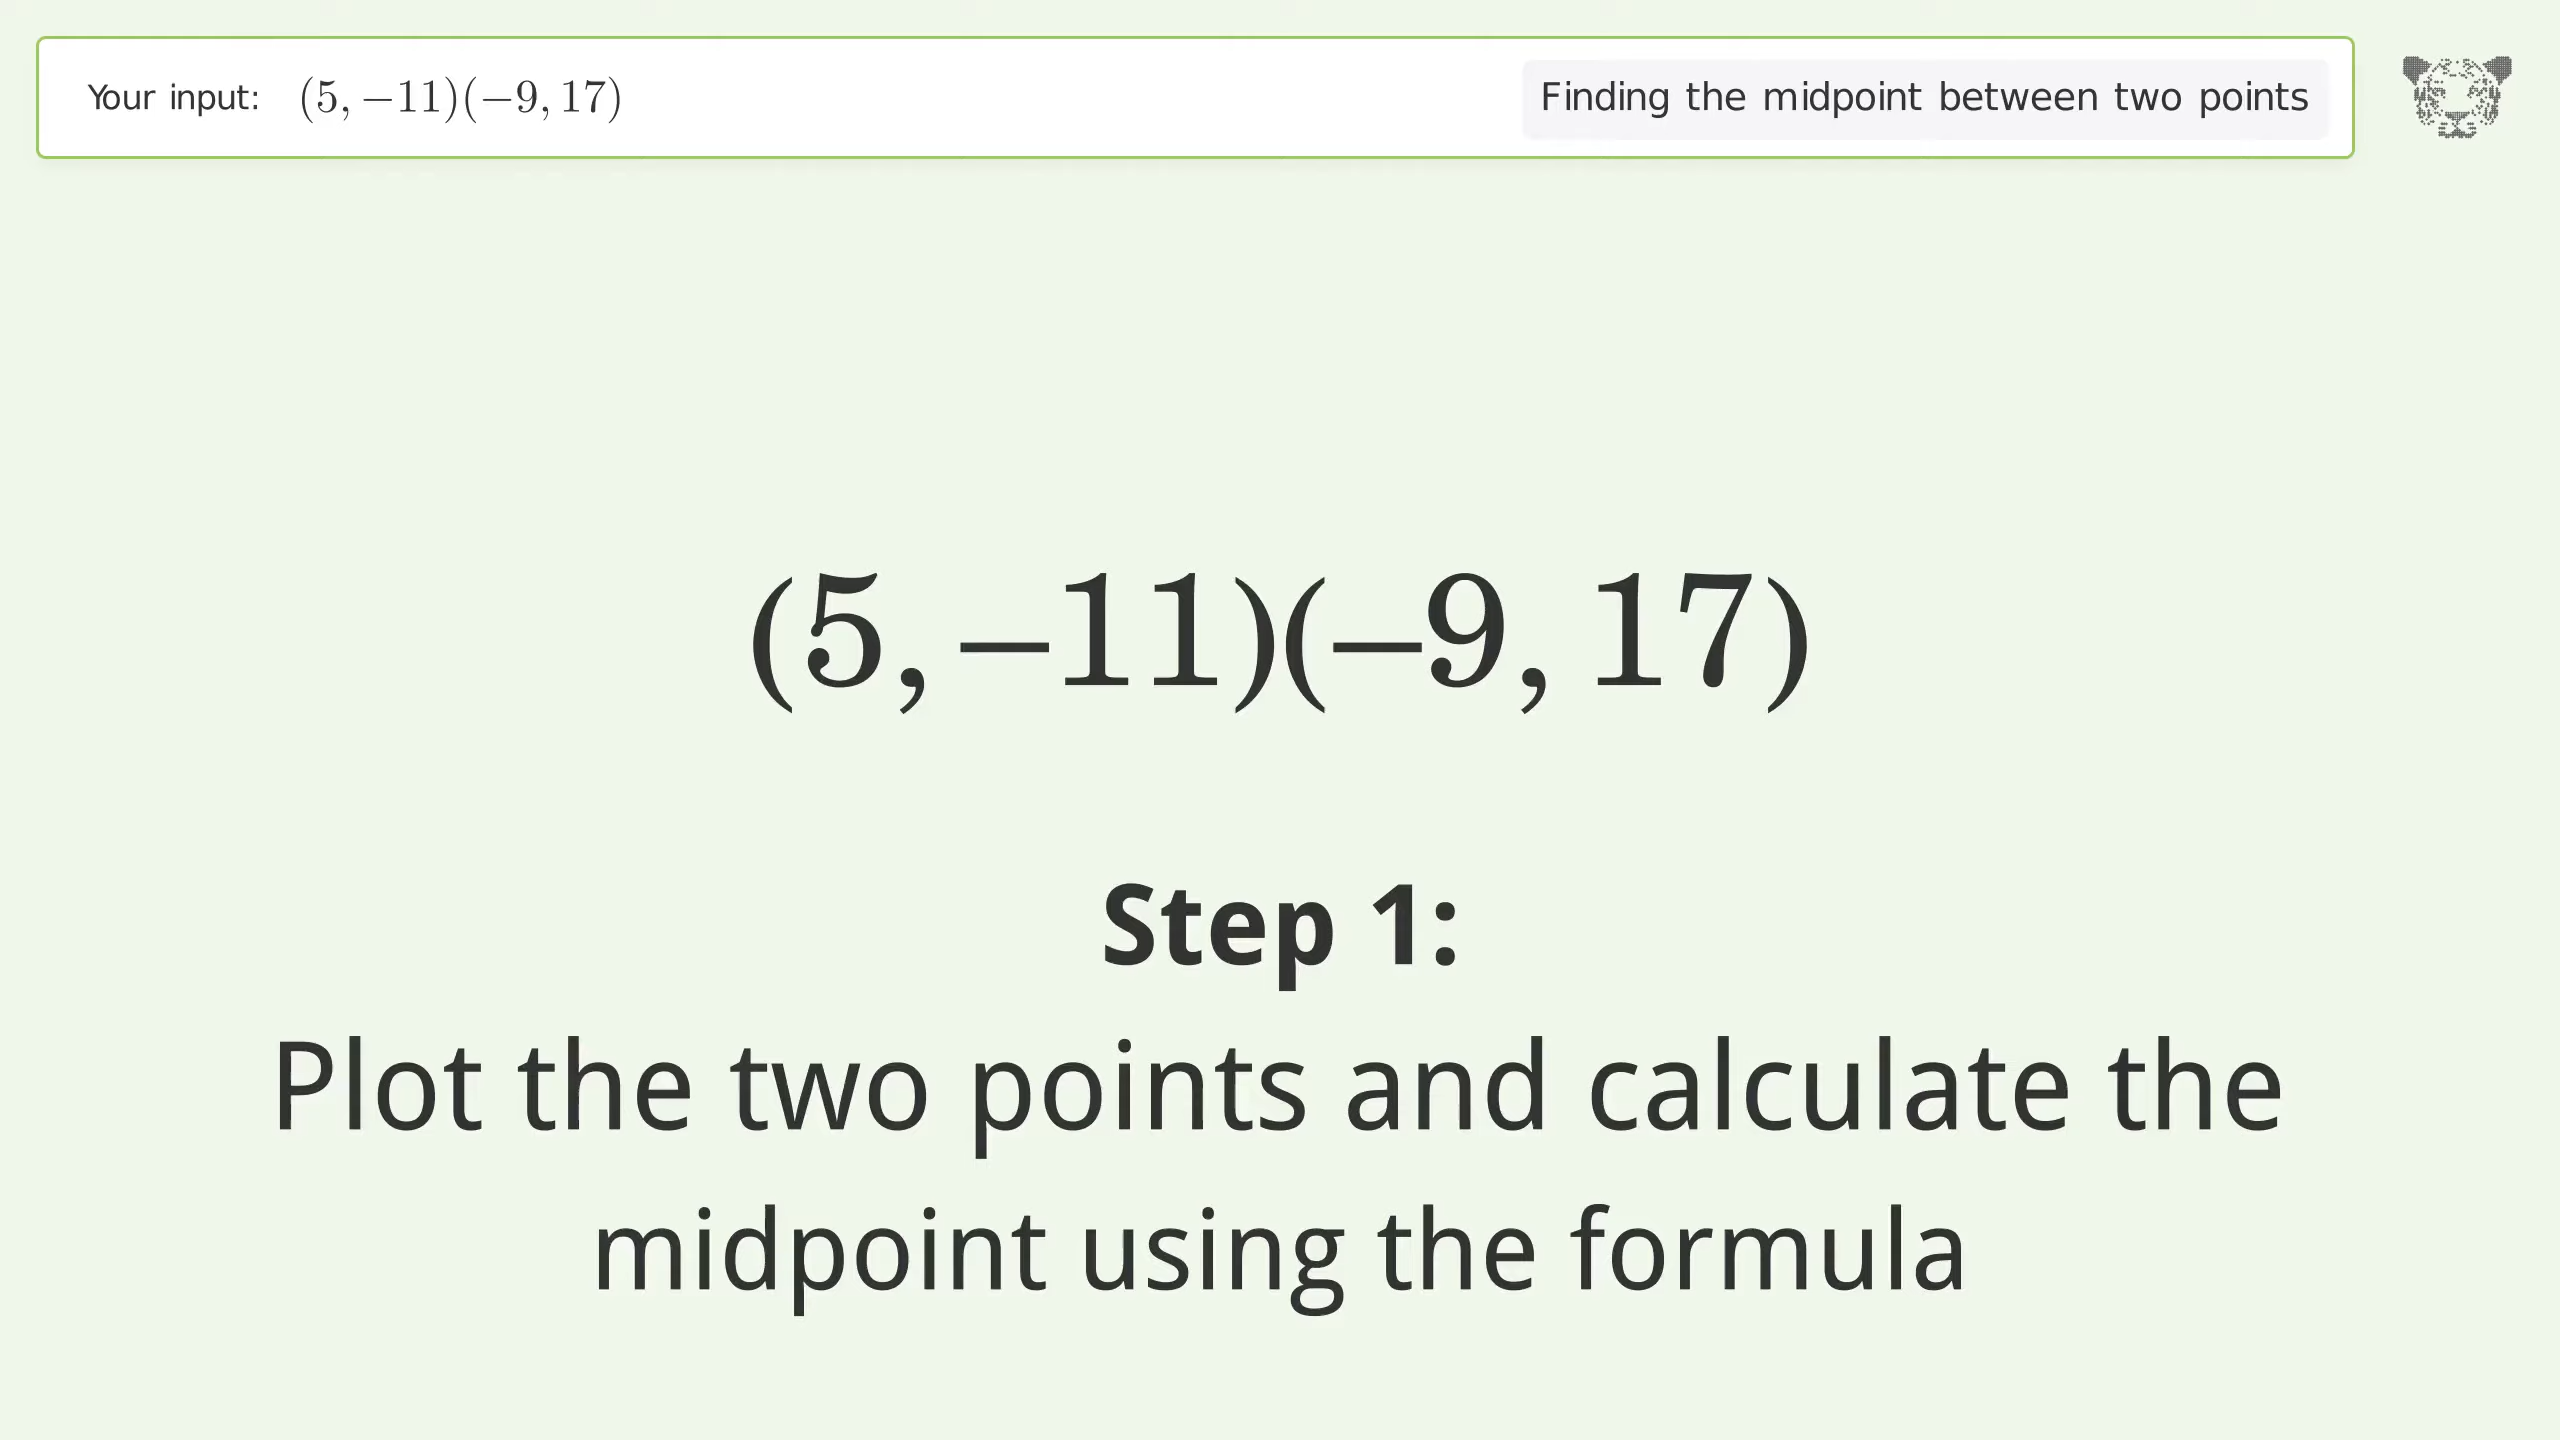 Your input: (5, −11)(−9, 17)
Finding the midpoint between two points
(5, −11)(−9, 17)
Step 1:
Plot the two points and calculate the
midpoint using the formula